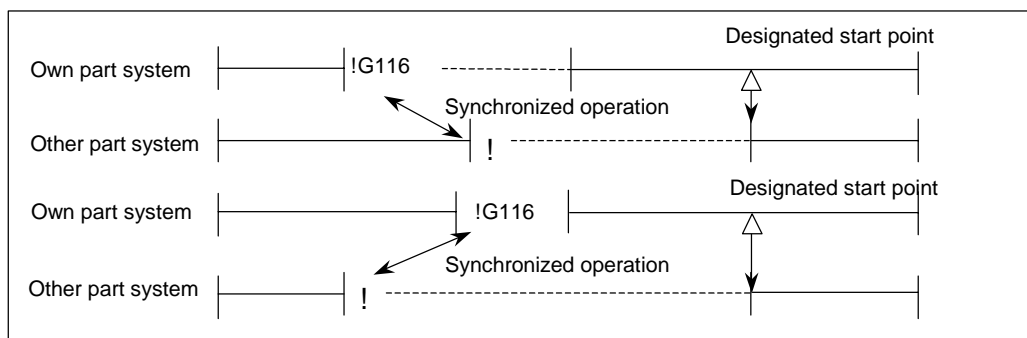 Designated start point
Own part system !G116
Synchronized operation
Other part system !
Designated start point
Own part system !G116
Synchronized operation
Other part system !